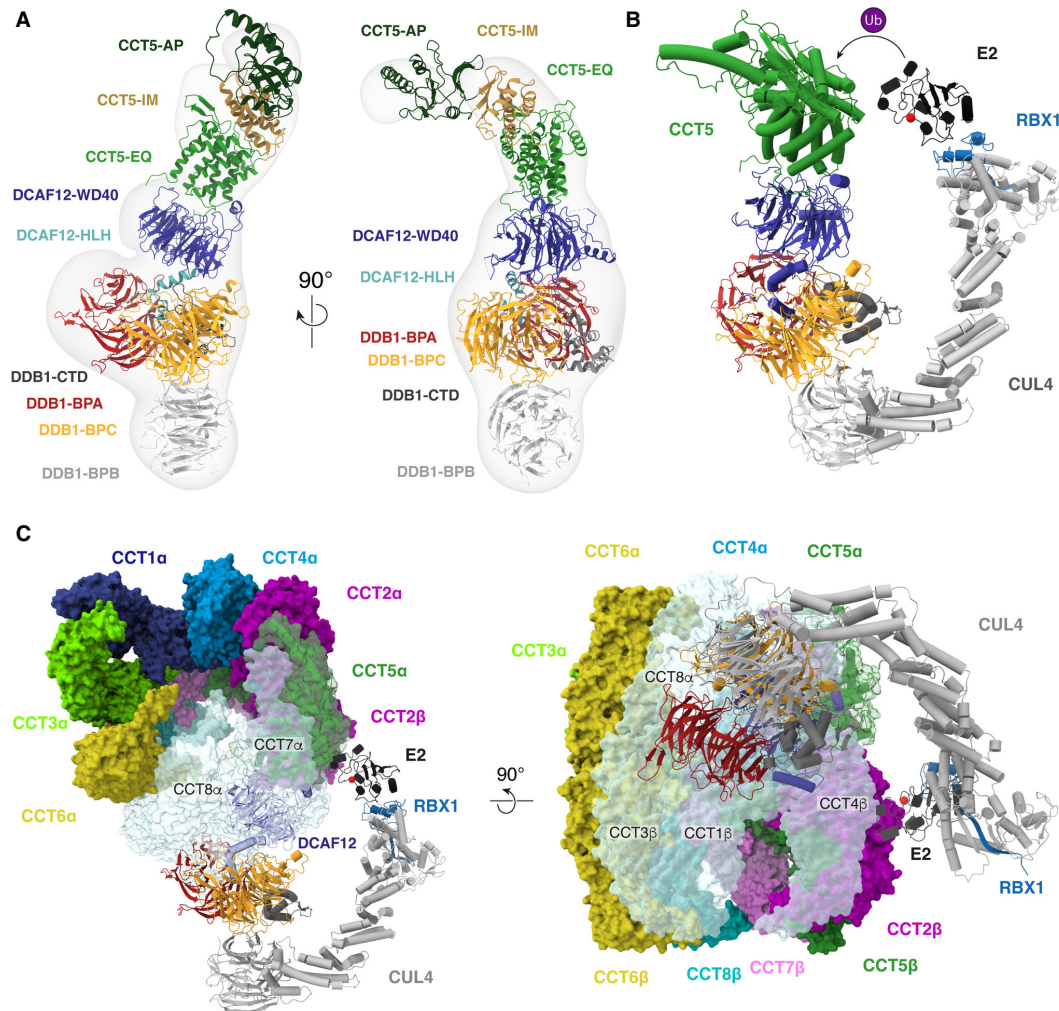 A
CCT5-AP
CCT5-IM
CCT5-EQ
DCAF12-WD40
DCAF12-HLH
DDB1-CTD
DDB1-BPA
DDB1-BPC
DDB1-BPB
90°
CCT5-AP
CCT5-IM
CCT5-EQ
DCAF12-WD40
DCAF12-HLH
DDB1-BPA
DDB1-BPC
DDB1-CTD
DDB1-BPB
B
Ub
E2
RBX1
CCT5
CUL4
C
CCT1α
CCT4α
CCT2α
CCT5α
CCT3α
CCT2β
CCT7α
E2
CCT8α
RBX1
CCT6α
DCAF12
CUL4
90°
CCT6α
CCT4α
CCT5α
CUL4
CCT3α
CCT8α
CCT4β
CCT3β
CCT1β
E2
RBX1
CCT2β
CCT6β
CCT8β
CCT7β
CCT5β